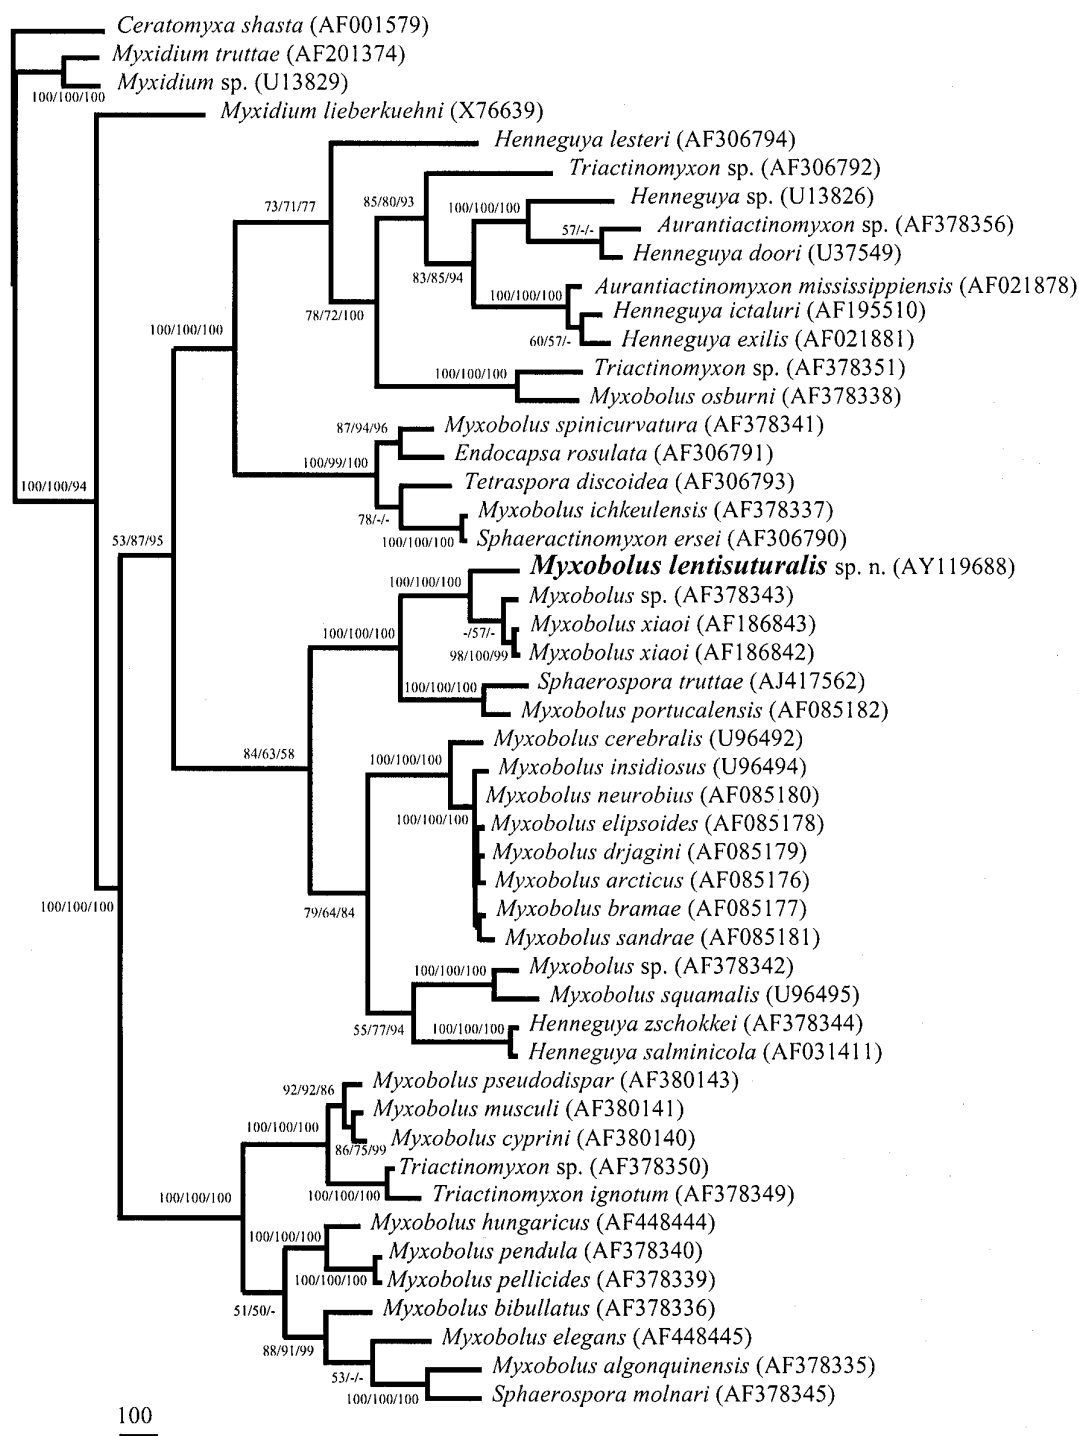 Ceratomyxa shasta (AF001579)
Myxidium truttae (AF201374)
Myxidium sp. (U13829)
100/100/100
Myxidium lieberkuehni (X76639)
Henneguya lesteri (AF306794)
Triactinomyxon sp. (AF306792)
85/80/93
73/71/77
Henneguya sp. (U13826)
100/100/100
Aurantiactinomyxon sp. (AF378356)
57/-/-
Henneguya doori (U37549)
83/85/94
Aurantiactinomyxon mississippiensis (AF021878)
100/100/100
Henneguya ictaluri (AF195510)
78/72/100
100/100/100
Henneguya exilis (AF021881)
60/57/-
Triactinomyxon sp. (AF378351)
100/100/100
Myxobolus osburni (AF378338)
Myxobolus spinicurvatura (AF378341)
87/94/96
Endocapsa rosulata (AF306791)
100/99/100
Tetraspora discoidea (AF306793)
100/100/94
Myxobolus ichkeulensis (AF378337)
78/-/-
Sphaeractinomyxon ersei (AF306790)
100/100/100
53/87/95
Myxobolus lentisuturalis sp. n. (AY119688)
100/100/100
Myxobolus sp. (AF378343)
Myxobolus xiaoi (AF186843)
-/57/-
100/100/100
Myxobolus xiaoi (AF186842)
98/100/99
Sphaerospora truttae (AJ417562)
100/100/100
Myxobolus portucalensis (AF085182)
Myxobolus cerebralis (U96492)
84/63/58
100/100/100
Myxobolus insidiosus (U96494)
Myxobolus neurobius (AF085180)
100/100/100
Myxobolus elipsoides (AF085178)
Myxobolus drjagini (AF085179)
Myxobolus arcticus (AF085176)
100/100/100
Myxobolus bramae (AF085177)
79/64/84
Myxobolus sandrae (AF085181)
Myxobolus sp. (AF378342)
100/100/100
Myxobolus squamalis (U96495)
Henneguya zschokkei (AF378344)
55/77/94
100/100/100
Henneguya salminicola (AF031411)
Myxobolus pseudodispar (AF380143)
92/92/86
Myxobolus musculi (AF380141)
100/100/100
Myxobolus cyprini (AF380140)
86/75/99
Triactinomyxon sp. (AF378350)
Triactinomyxon ignotum (AF378349)
100/100/100
100/100/100
Myxobolus hungaricus (AF448444)
100/100/100
Myxobolus pendula (AF378340)
Myxobolus pellicides (AF378339)
100/100/100
Myxobolus bibullatus (AF378336)
51/50/-
Myxobolus elegans (AF448445)
88/91/99
Myxobolus algonquinensis (AF378335)
53/-/-
Sphaerospora molnari (AF378345)
100/100/100
100